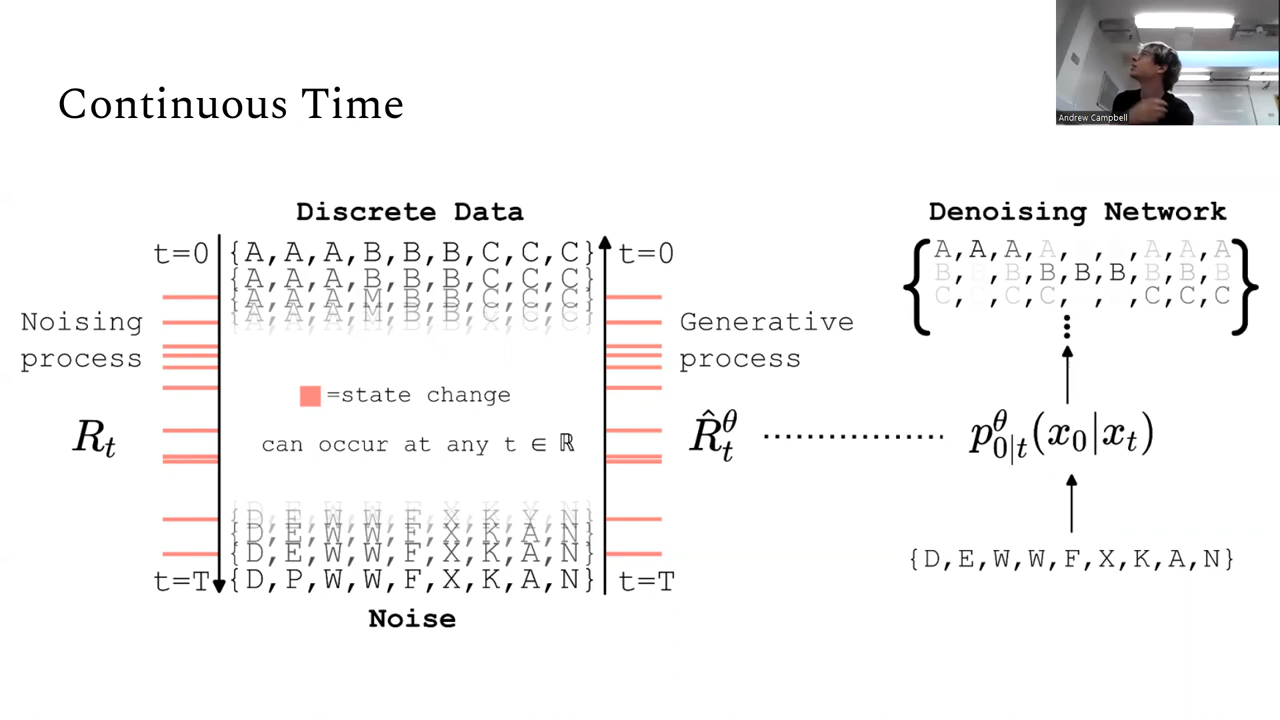 Continuous Time
Andrew Campbell
Discrete Data
t=0 {A,A,A,B,B,B,C,C,C} t=0
{A,A,A,B,B,B,C,C,C}
{A,A,A,M,B,B,C,C,C}
Noising
process
R_t
=state change
can occur at any t ∈ ℝ
Generative
process
R̂_t^θ
{D,E,W,W,F,X,K,A,N}
{D,E,W,W,F,X,K,A,N}
t=T {D,P,W,W,F,X,K,A,N} t=T
Noise
Denoising Network
A,A,A,A, , ,A,A,A
B, ,B,B,B,B,B,B,B
C, ,C,C, , ,C,C,C
⋮
p_{0|t}^θ(x_0|x_t)
{D,E,W,W,F,X,K,A,N}